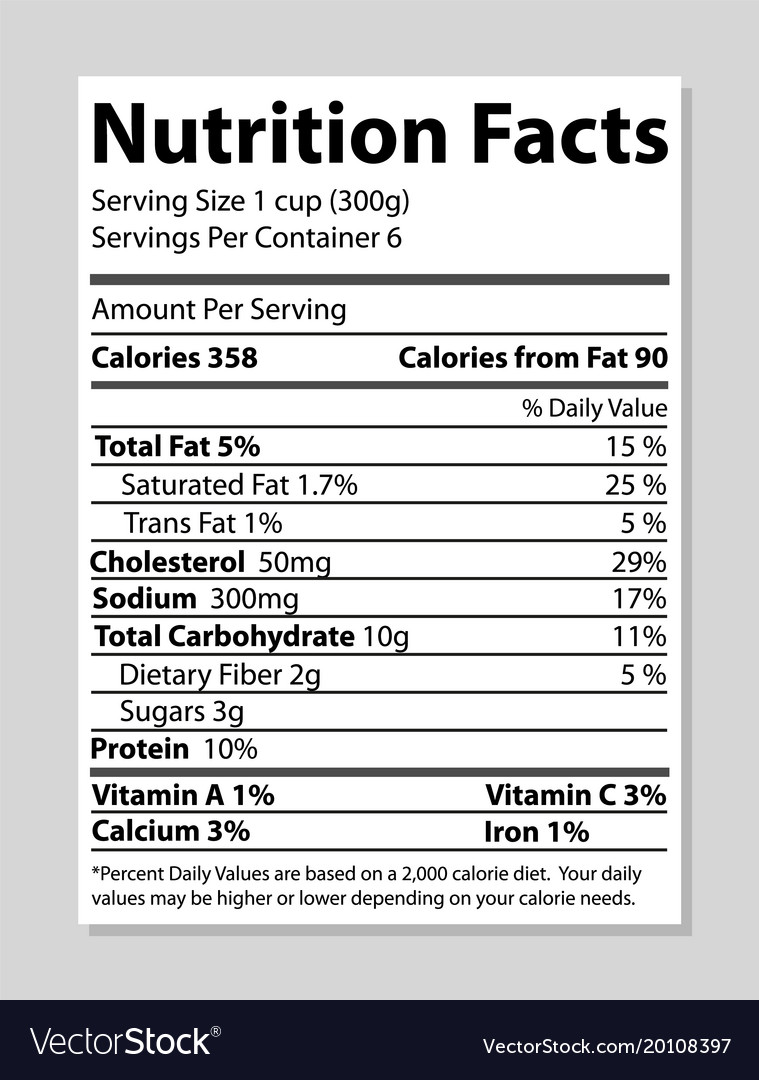 Nutrition Facts
Serving Size 1 cup (300g)
Servings Per Container 6
Amount Per Serving
Calories 358 Calories from Fat 90
% Daily Value
Total Fat 5% 15 %
Saturated Fat 1.7% 25 %
Trans Fat 1% 5 %
Cholesterol 50mg 29%
Sodium 300mg 17%
Total Carbohydrate 10g 11%
Dietary Fiber 2g 5 %
Sugars 3g
Protein 10%
Vitamin A 1% Vitamin C 3%
Calcium 3% Iron 1%
*Percent Daily Values are based on a 2,000 calorie diet. Your daily
values may be higher or lower depending on your calorie needs.
VectorStock® VectorStock.com/20108397